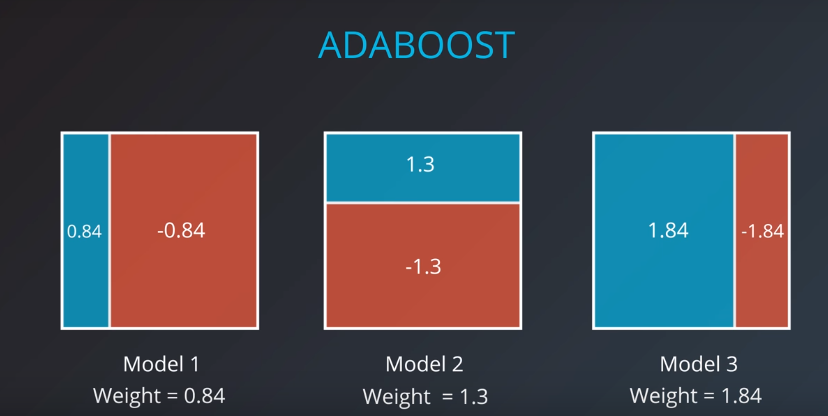 ADABOOST
0.84
-0.84
1.3
-1.3
1.84
-1.84
Model 1
Weight = 0.84
Model 2
Weight = 1.3
Model 3
Weight = 1.84